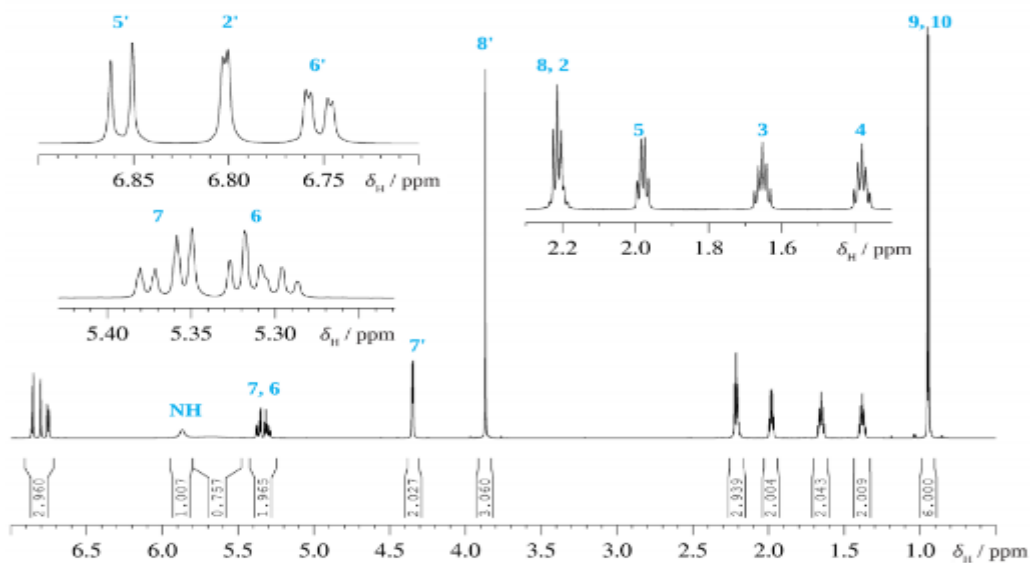 5' 2' 6'
6.85 6.80 6.75 δH / ppm
7 6
5.40 5.35 5.30 δH / ppm
8'
8, 2 5 3 4
2.2 2.0 1.8 1.6 δH / ppm
9, 10
NH 7, 6 7'
2.960 1.007 0.757 1.965 2.027 3.060 2.939 2.004 2.043 2.009 6.000
6.5 6.0 5.5 5.0 4.5 4.0 3.5 3.0 2.5 2.0 1.5 1.0 δH / ppm